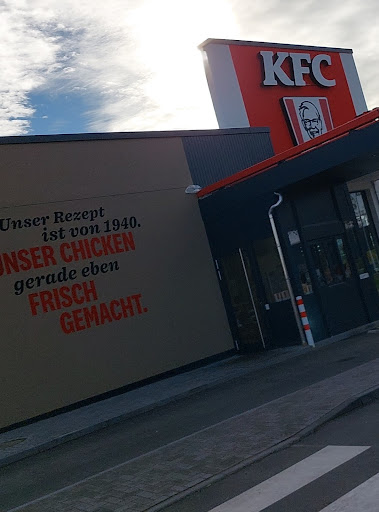 KFC
Unser Rezept
ist von 1940.
UNSER CHICKEN
gerade eben
FRISCH
GEMACHT.